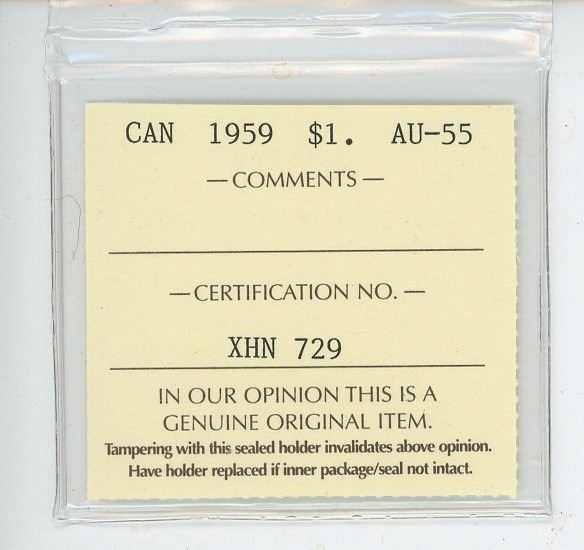 CAN 1959 $1. AU-55
— COMMENTS —
— CERTIFICATION NO. —
XHN 729
IN OUR OPINION THIS IS A
GENUINE ORIGINAL ITEM.
Tampering with this sealed holder invalidates above opinion.
Have holder replaced if inner package/seal not intact.